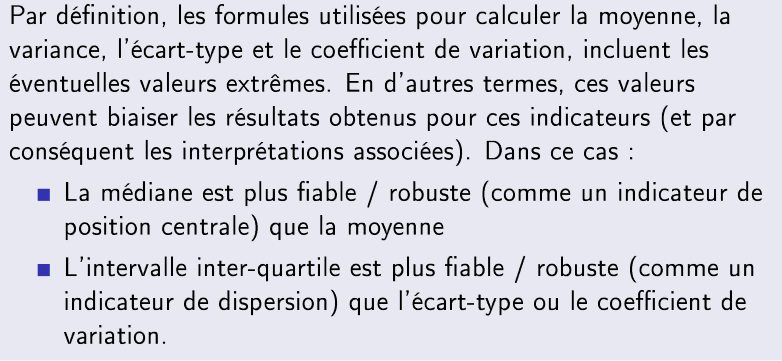 Par définition, les formules utilisées pour calculer la moyenne, la
variance, l'écart-type et le coefficient de variation, incluent les
éventuelles valeurs extrêmes. En d'autres termes, ces valeurs
peuvent biaiser les résultats obtenus pour ces indicateurs (et par
conséquent les interprétations associées). Dans ce cas :
La médiane est plus fiable / robuste (comme un indicateur de
position centrale) que la moyenne
L'intervalle inter-quartile est plus fiable / robuste (comme un
indicateur de dispersion) que l'écart-type ou le coefficient de
variation.